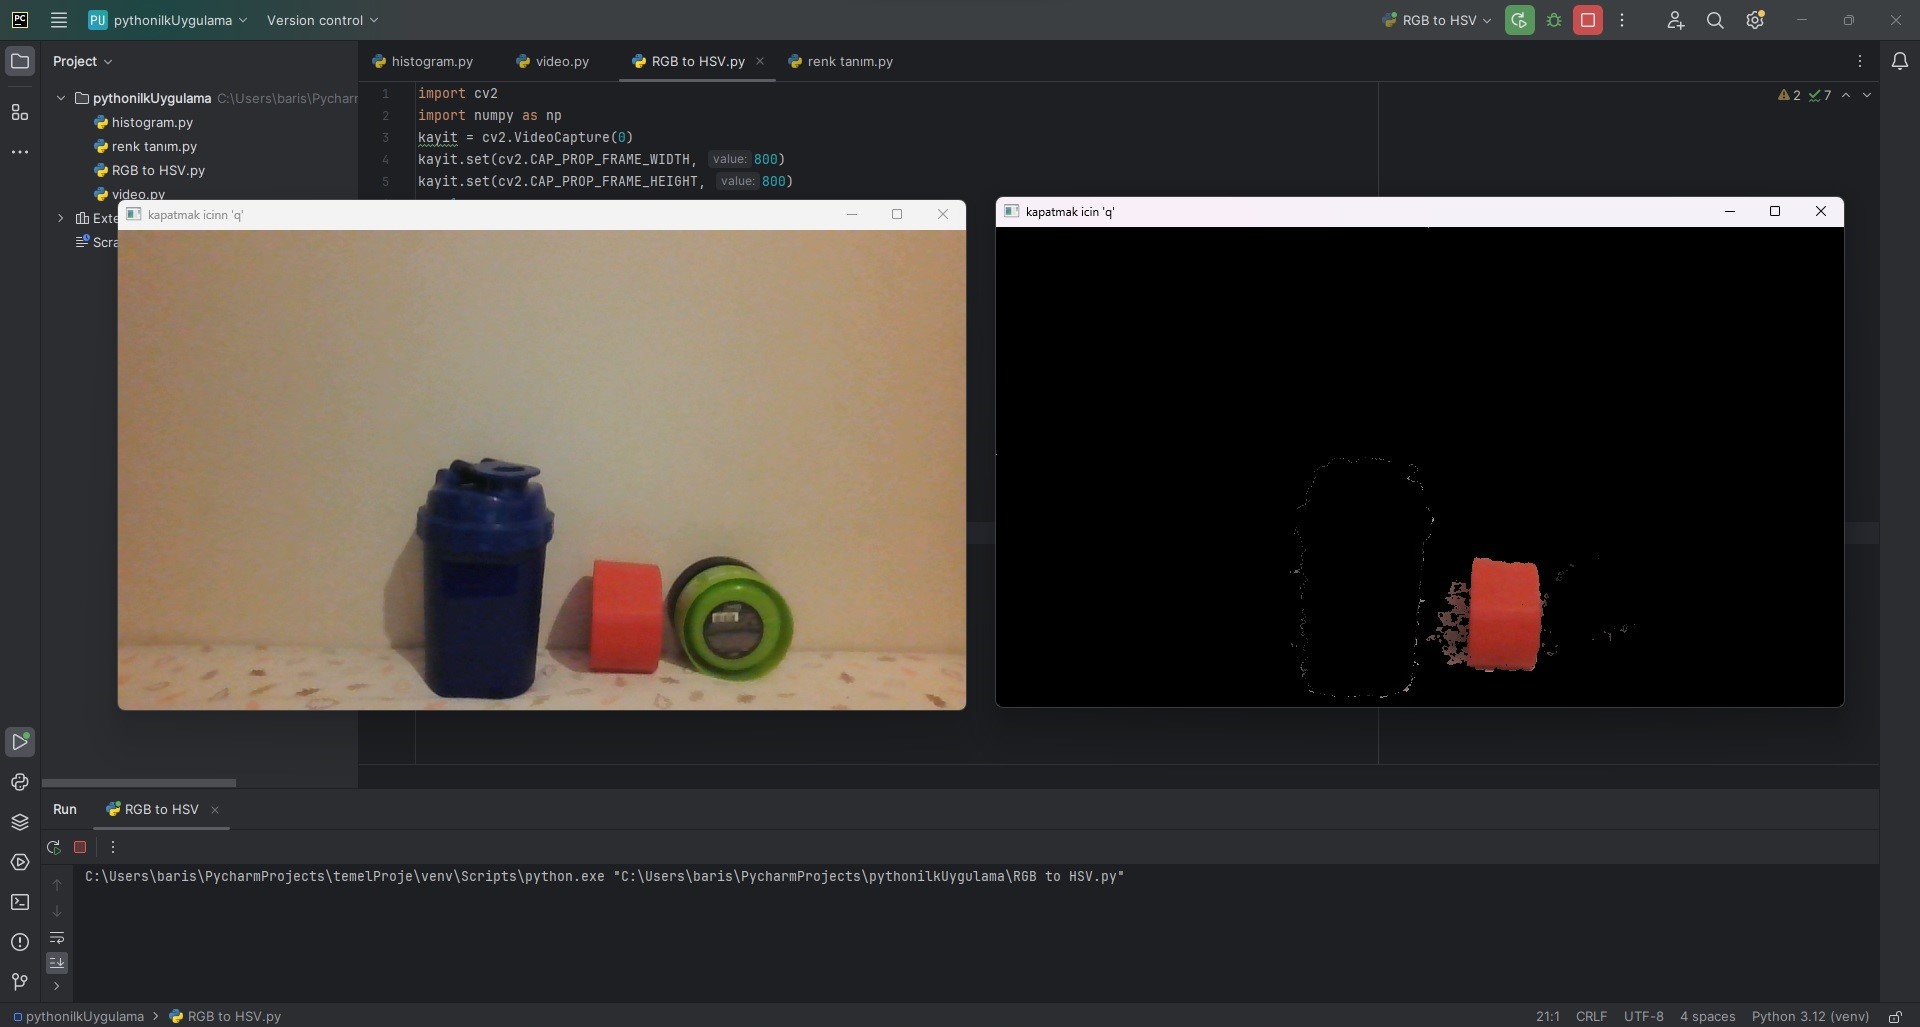 PC
PU pythonilkUygulama
Version control
RGB to HSV
Project
histogram.py
video.py
RGB to HSV.py
renk tanım.py
pythonilkUygulama C:\Users\baris\Pychar
histogram.py
renk tanım.py
RGB to HSV.py
video.py
Exte
Scra
2 7
1 import cv2
2 import numpy as np
3 kayit = cv2.VideoCapture(0)
4 kayit.set(cv2.CAP_PROP_FRAME_WIDTH, value: 800)
5 kayit.set(cv2.CAP_PROP_FRAME_HEIGHT, value: 800)
kapatmak icinn 'q'
kapatmak icin 'q'
Run
RGB to HSV
C:\Users\baris\PycharmProjects\temelProje\venv\Scripts\python.exe "C:\Users\baris\PycharmProjects\pythonilkUygulama\RGB to HSV.py"
pythonilkUygulama > RGB to HSV.py
21:1 CRLF UTF-8 4 spaces Python 3.12 (venv)